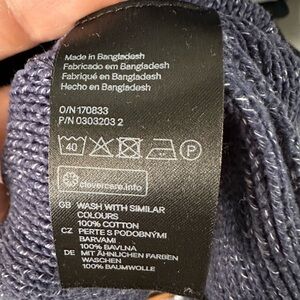 Made in Bangladesh
Fabricado em Bangladesh
Fabriqué en Bangladesh
Hecho en Bangladesh
O/N 170833
P/N 0303203 2
40 P
clevercare.info
GB WASH WITH SIMILAR
COLOURS
100% COTTON
CZ PERTE S PODOBNÝMI
BARVAMI
100% BAVLNA
DE MIT ÄHNLICHEN FARBEN
WASCHEN
100% BAUMWOLLE